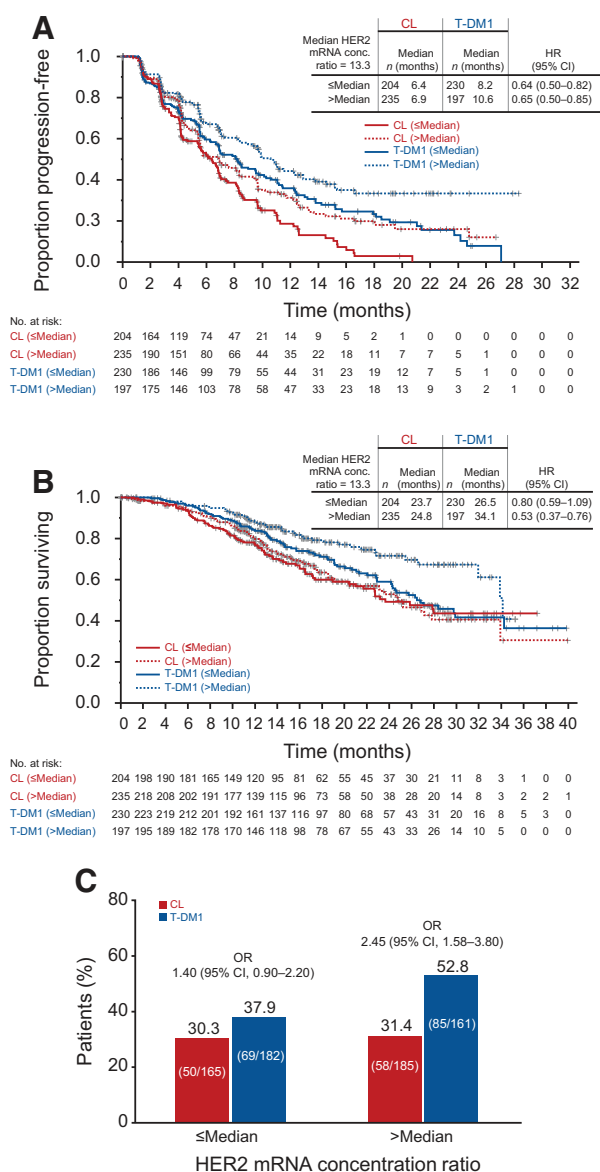 A
CL T-DM1
Median HER2 mRNA conc. ratio = 13.3 n Median (months) n Median (months) HR (95% CI)
≤Median 204 6.4 230 8.2 0.64 (0.50–0.82)
>Median 235 6.9 197 10.6 0.65 (0.50–0.85)
CL (≤Median)
CL (>Median)
T-DM1 (≤Median)
T-DM1 (>Median)
Proportion progression-free
1.0
0.8
0.6
0.3
0.2
0.0
0 2 4 6 8 10 12 14 16 18 20 22 24 26 28 30 32
Time (months)
No. at risk:
CL (≤Median) 204 164 119 74 47 21 14 9 5 2 1 0 0 0 0 0 0
CL (>Median) 235 190 151 80 66 44 35 22 18 11 7 7 5 1 0 0 0
T-DM1 (≤Median) 230 186 146 99 79 55 44 31 23 19 12 7 5 1 0 0 0
T-DM1 (>Median) 197 175 146 103 78 58 47 33 23 18 13 9 3 2 1 0 0
B
CL T-DM1
Median HER2 mRNA conc. ratio = 13.3 n Median (months) n Median (months) HR (95% CI)
≤Median 204 23.7 230 26.5 0.80 (0.59–1.09)
>Median 235 24.8 197 34.1 0.53 (0.37–0.76)
Proportion surviving
1.0
0.8
0.6
0.4
0.2
0.0
CL (≤Median)
CL (>Median)
T-DM1 (≤Median)
T-DM1 (>Median)
0 2 4 6 8 10 12 14 16 18 20 22 24 26 28 30 32 34 36 38 40
Time (months)
No. at risk:
CL (≤Median) 204 198 190 181 165 149 120 95 81 62 55 45 37 30 21 11 8 3 1 0 0
CL (>Median) 235 218 208 202 191 177 139 115 96 73 58 50 38 28 20 14 8 3 2 2 1
T-DM1 (≤Median) 230 223 219 212 201 192 161 137 116 97 80 68 57 43 31 20 16 8 5 3 0
T-DM1 (>Median) 197 195 189 182 178 170 146 118 98 78 67 55 43 33 26 14 10 5 0 0 0
C
CL
T-DM1
Patients (%)
80
60
40
20
0
OR
1.40 (95% CI, 0.90–2.20)
OR
2.45 (95% CI, 1.58–3.80)
30.3 37.9 31.4 52.8
(50/165) (69/182) (58/185) (85/161)
≤Median >Median
HER2 mRNA concentration ratio